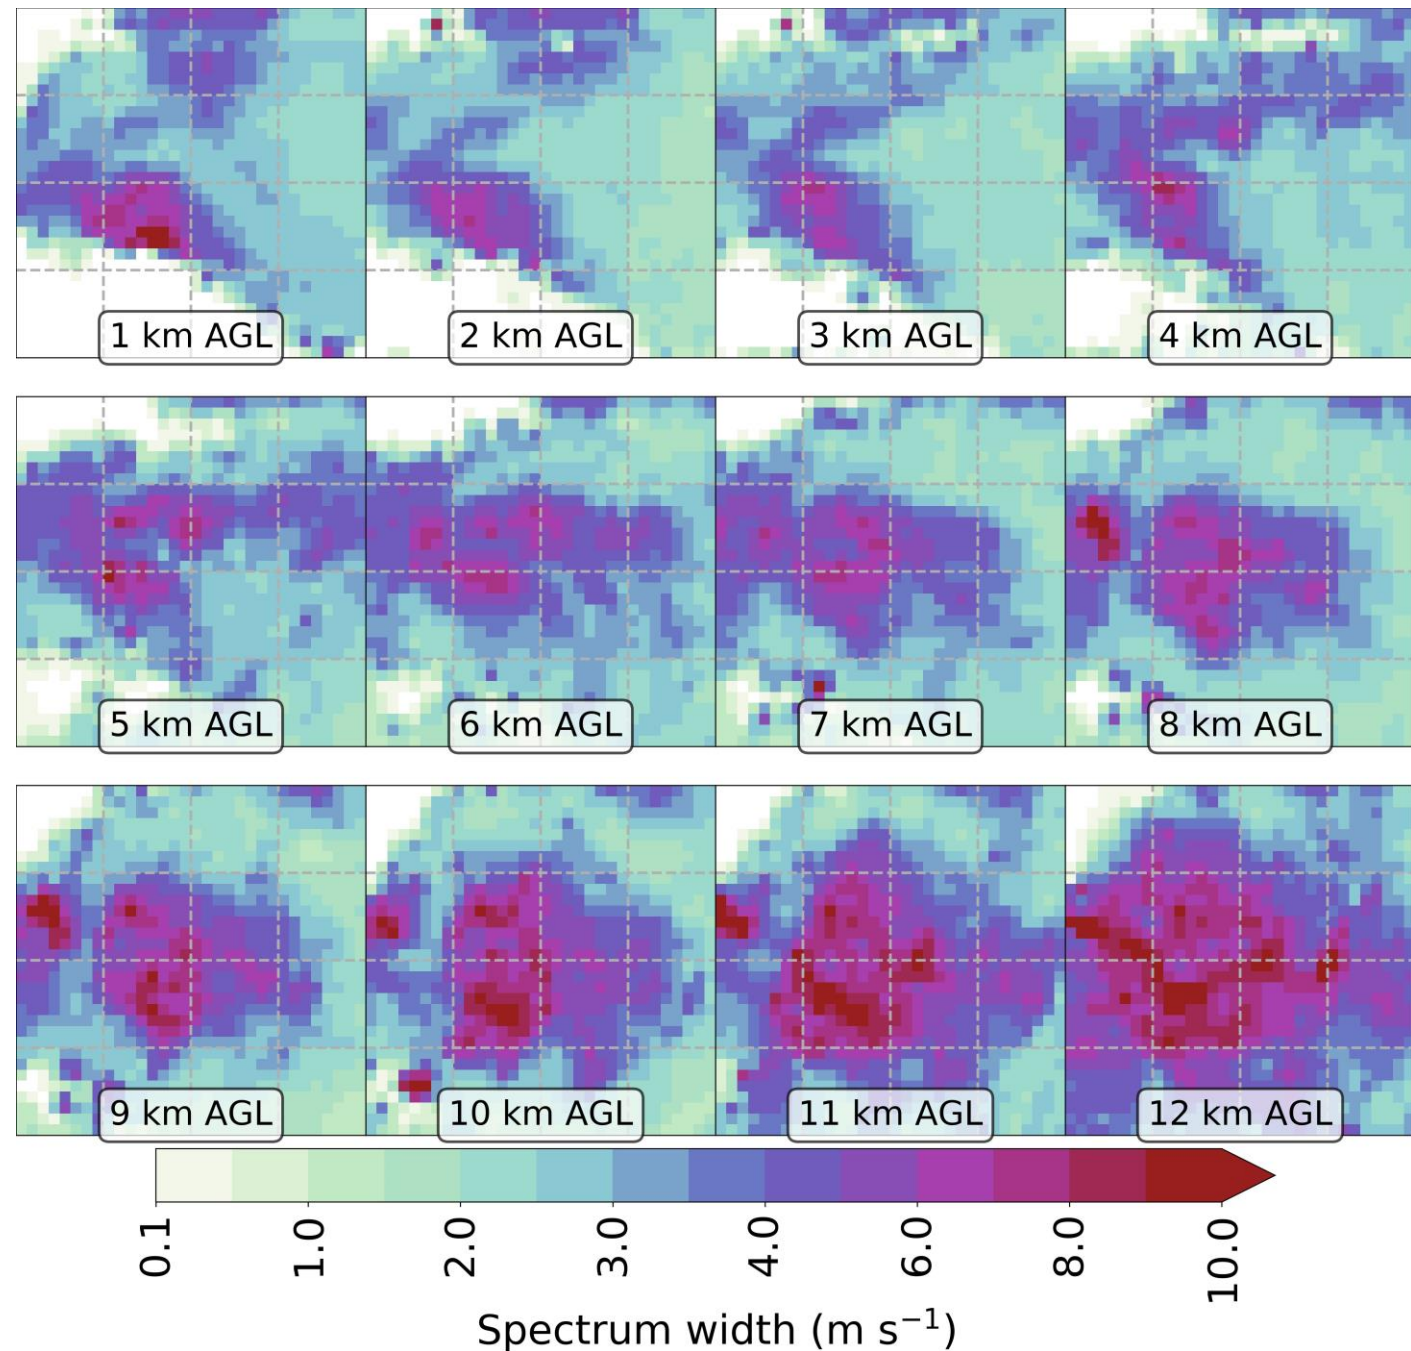 1 km AGL
2 km AGL
3 km AGL
4 km AGL
5 km AGL
6 km AGL
7 km AGL
8 km AGL
9 km AGL
10 km AGL
11 km AGL
12 km AGL
0.1
1.0
2.0
3.0
4.0
6.0
8.0
10.0
Spectrum width (m s⁻¹)